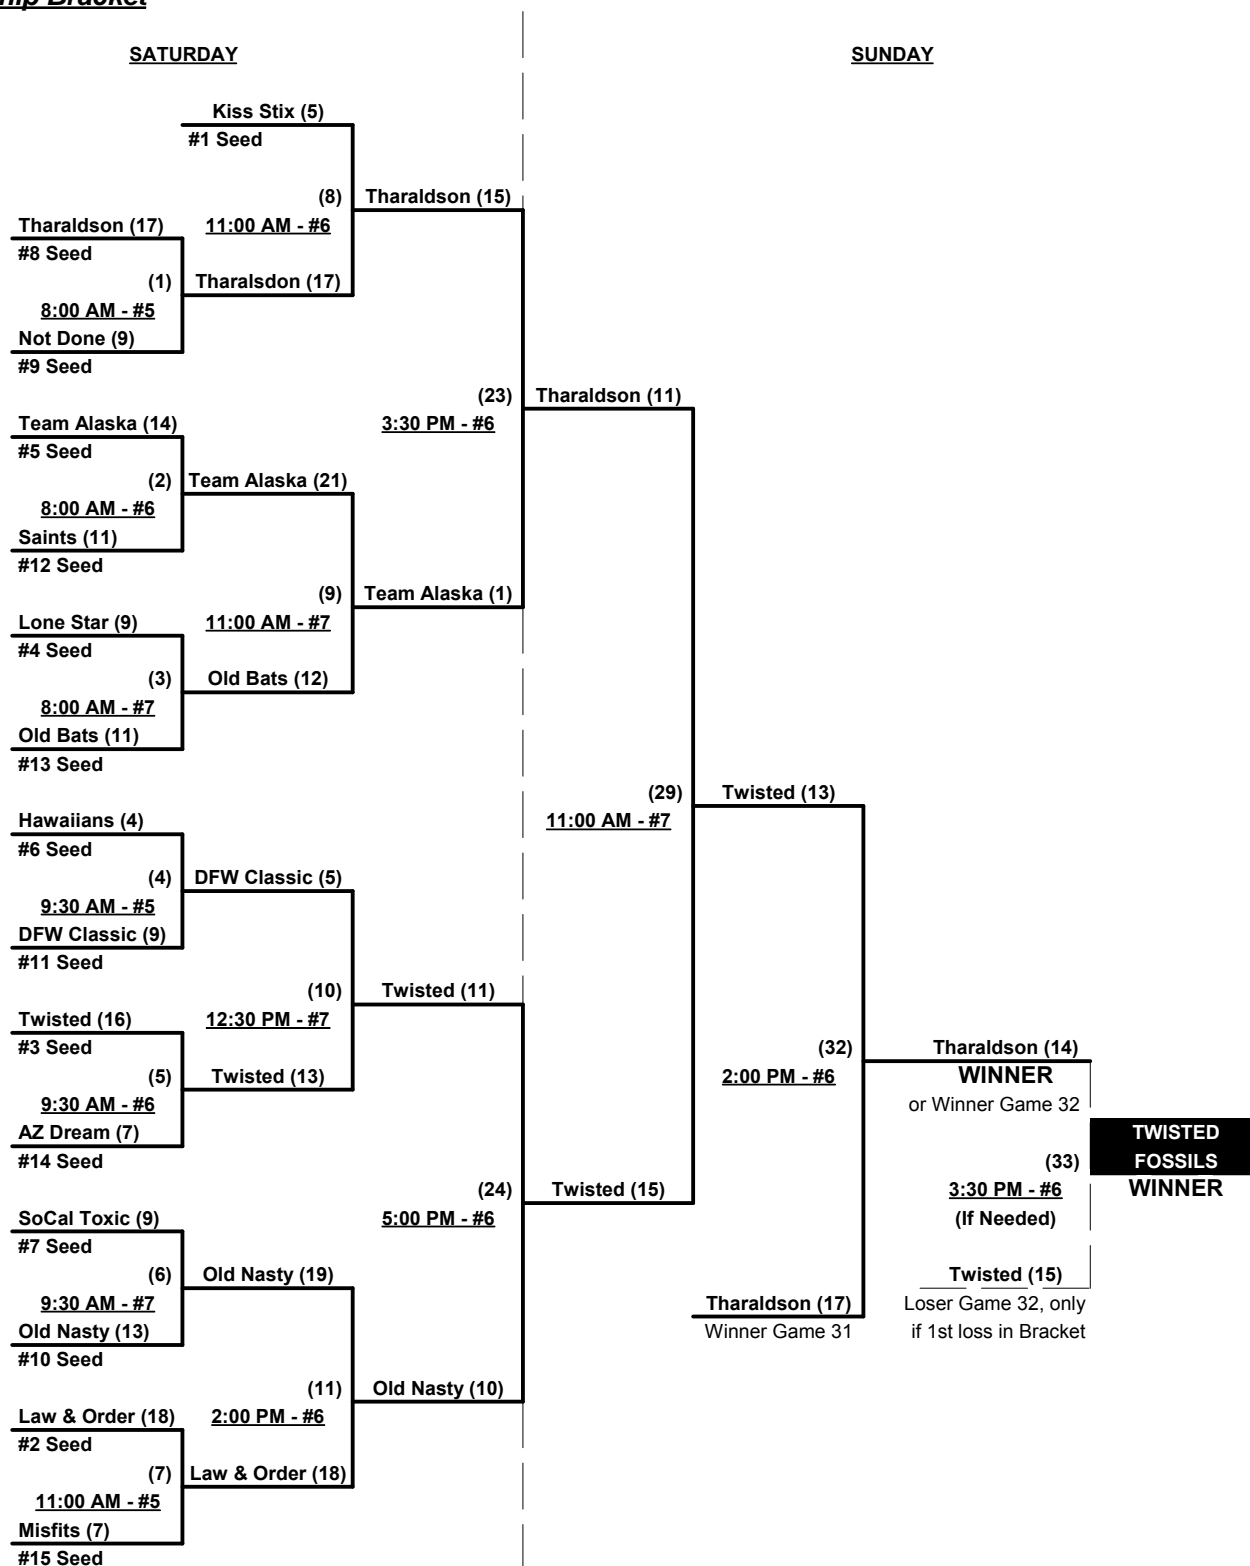 hip Bracket
SATURDAY
SUNDAY
Kiss Stix (5)
#1 Seed
(8)
Tharaldson (15)
11:00 AM - #6
Tharaldson (17)
#8 Seed
(1)
Tharalsdon (17)
8:00 AM - #5
Not Done (9)
#9 Seed
(23)
Tharaldson (11)
3:30 PM - #6
Team Alaska (14)
#5 Seed
(2)
Team Alaska (21)
8:00 AM - #6
Saints (11)
#12 Seed
(9)
Team Alaska (1)
11:00 AM - #7
Lone Star (9)
#4 Seed
(3)
Old Bats (12)
8:00 AM - #7
Old Bats (11)
#13 Seed
(29)
Twisted (13)
11:00 AM - #7
Hawaiians (4)
#6 Seed
(4)
DFW Classic (5)
9:30 AM - #5
DFW Classic (9)
#11 Seed
(10)
Twisted (11)
12:30 PM - #7
Twisted (16)
#3 Seed
(5)
Twisted (13)
9:30 AM - #6
AZ Dream (7)
#14 Seed
(32)
Tharaldson (14)
2:00 PM - #6
WINNER
or Winner Game 32
TWISTED
(33)
FOSSILS
3:30 PM - #6
WINNER
(If Needed)
(24)
Twisted (15)
5:00 PM - #6
SoCal Toxic (9)
#7 Seed
(6)
Old Nasty (19)
9:30 AM - #7
Old Nasty (13)
#10 Seed
Twisted (15)
Tharaldson (17)
Loser Game 32, only
Winner Game 31
if 1st loss in Bracket
(11)
Old Nasty (10)
2:00 PM - #6
Law & Order (18)
#2 Seed
(7)
Law & Order (18)
11:00 AM - #5
Misfits (7)
#15 Seed